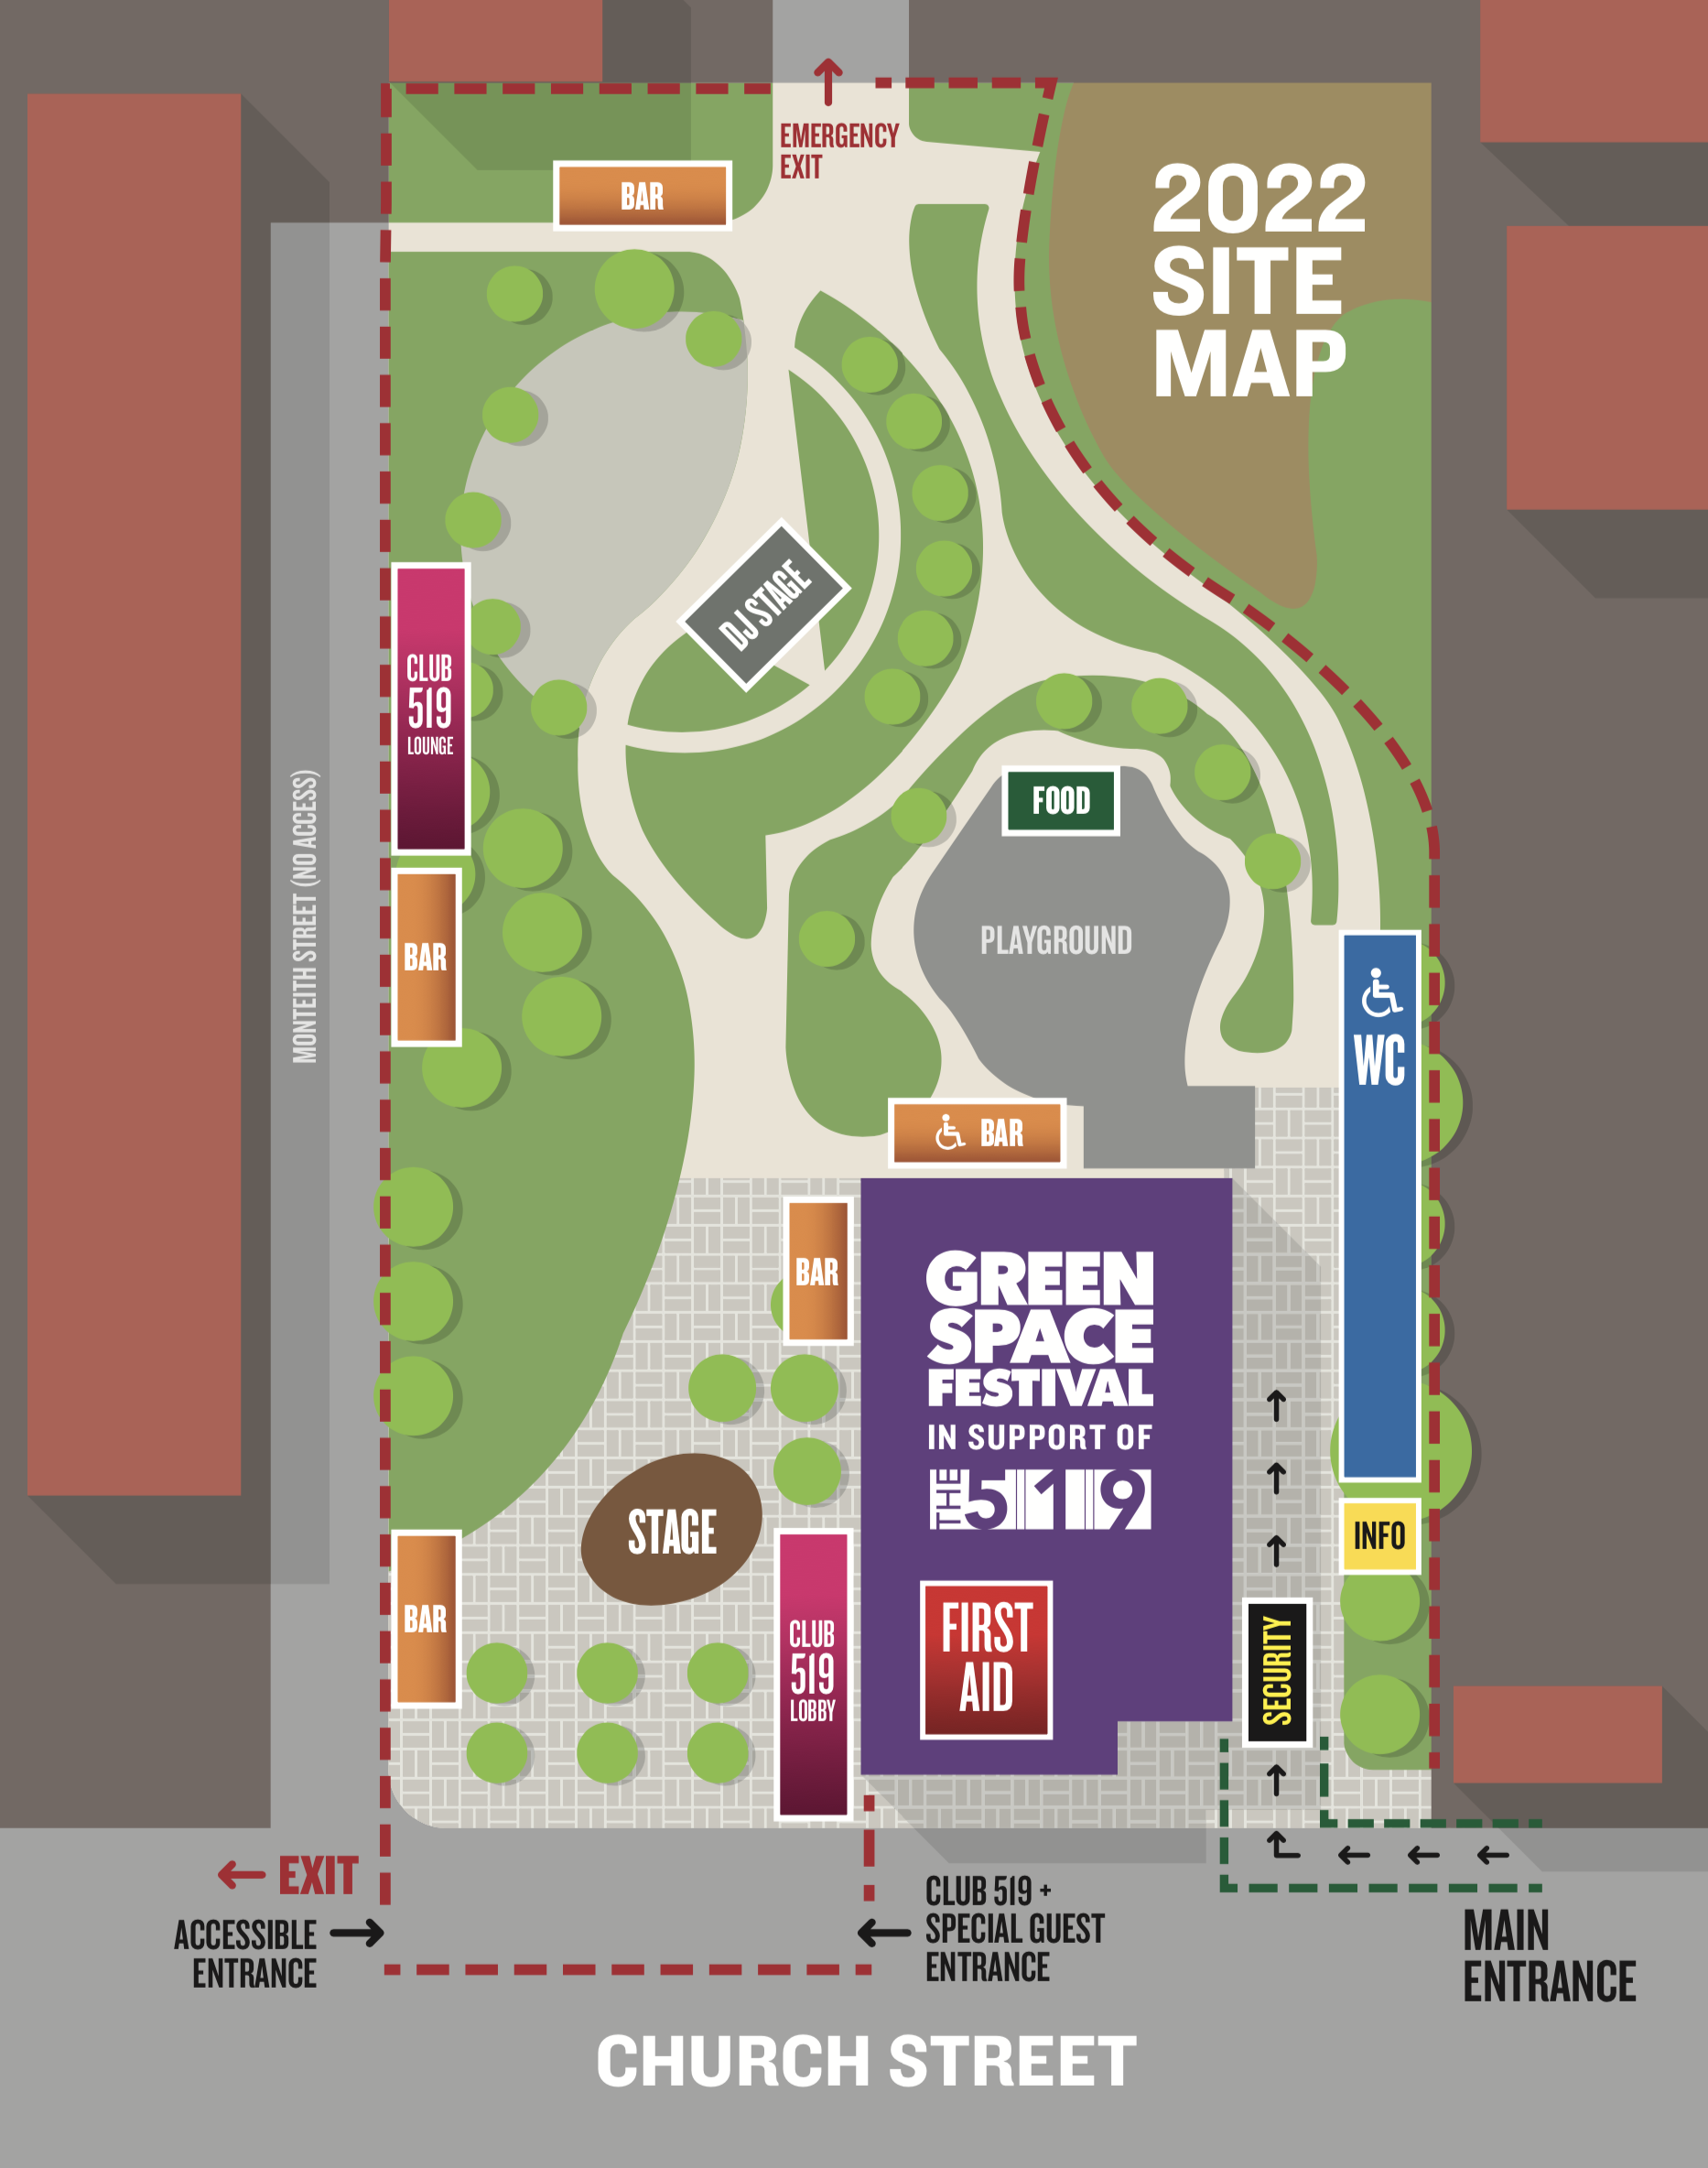 EMERGENCY
EXIT
BAR
2022
SITE
MAP
DJ STAGE
CLUB
519
LOUNGE
FOOD
MONTEITH STREET (NO ACCESS)
BAR
PLAYGROUND
WC
BAR
BAR
GREEN
SPACE
FESTIVAL
IN SUPPORT OF
THE 519
STAGE
INFO
BAR
CLUB
519
LOBBY
FIRST
AID
SECURITY
EXIT
ACCESSIBLE
ENTRANCE
CLUB 519 +
SPECIAL GUEST
ENTRANCE
MAIN
ENTRANCE
CHURCH STREET